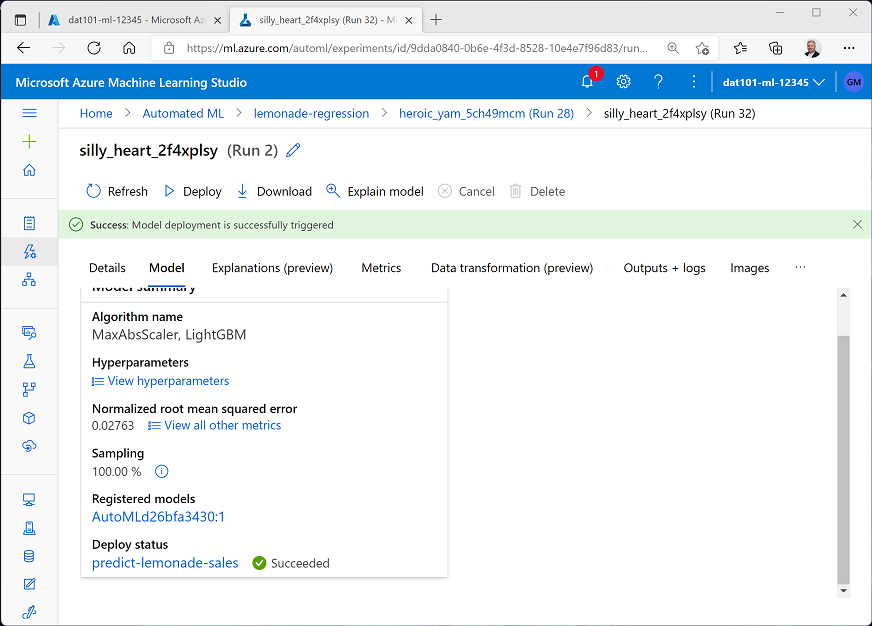 dat101-ml-12345 - Microsoft Az
silly_heart_2f4xplsy (Run 32) - M
https://ml.azure.com/automl/experiments/id/9dda0840-0b6e-4f3d-8528-10e4e7f96d83/run...
Microsoft Azure Machine Learning Studio
1
dat101-ml-12345
GM
Home > Automated ML > lemonade-regression > heroic_yam_5ch49mcm (Run 28) > silly_heart_2f4xplsy (Run 32)
silly_heart_2f4xplsy (Run 2)
Refresh Deploy Download Explain model Cancel Delete
Success: Model deployment is successfully triggered
Details Model Explanations (preview) Metrics Data transformation (preview) Outputs + logs Images ...
Model summary
Algorithm name
MaxAbsScaler, LightGBM
Hyperparameters
View hyperparameters
Normalized root mean squared error
0.02763 View all other metrics
Sampling
100.00 %
Registered models
AutoMLd26bfa3430:1
Deploy status
predict-lemonade-sales Succeeded